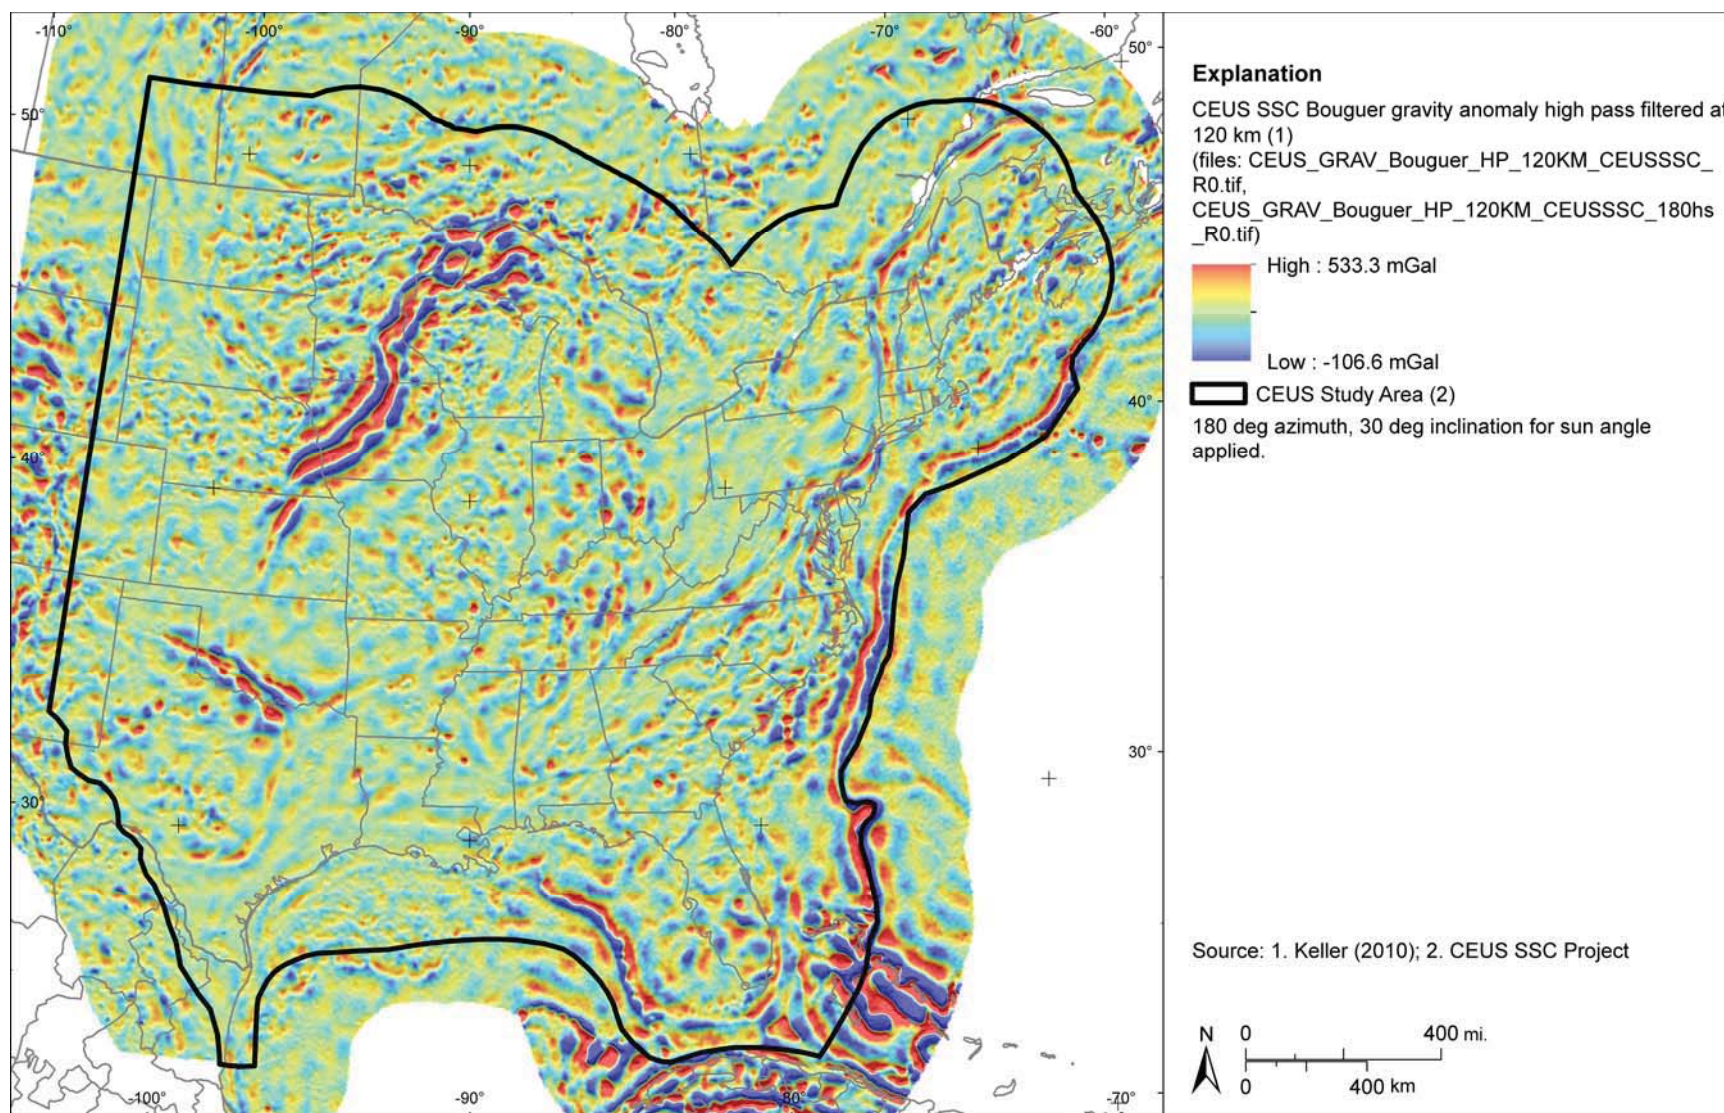 -110°
-100°
-90°
-80°
-70°
-60°
50°
50°
40°
40°
30°
30°
-100°
-90°
-80°
-70°
Explanation
CEUS SSC Bouguer gravity anomaly high pass filtered at
120 km (1)
(files: CEUS_GRAV_Bouguer_HP_120KM_CEUSSSC_
R0.tif,
CEUS_GRAV_Bouguer_HP_120KM_CEUSSSC_180hs
_R0.tif)
High : 533.3 mGal
Low : -106.6 mGal
CEUS Study Area (2)
180 deg azimuth, 30 deg inclination for sun angle
applied.
Source: 1. Keller (2010); 2. CEUS SSC Project
N
0 400 mi.
0 400 km